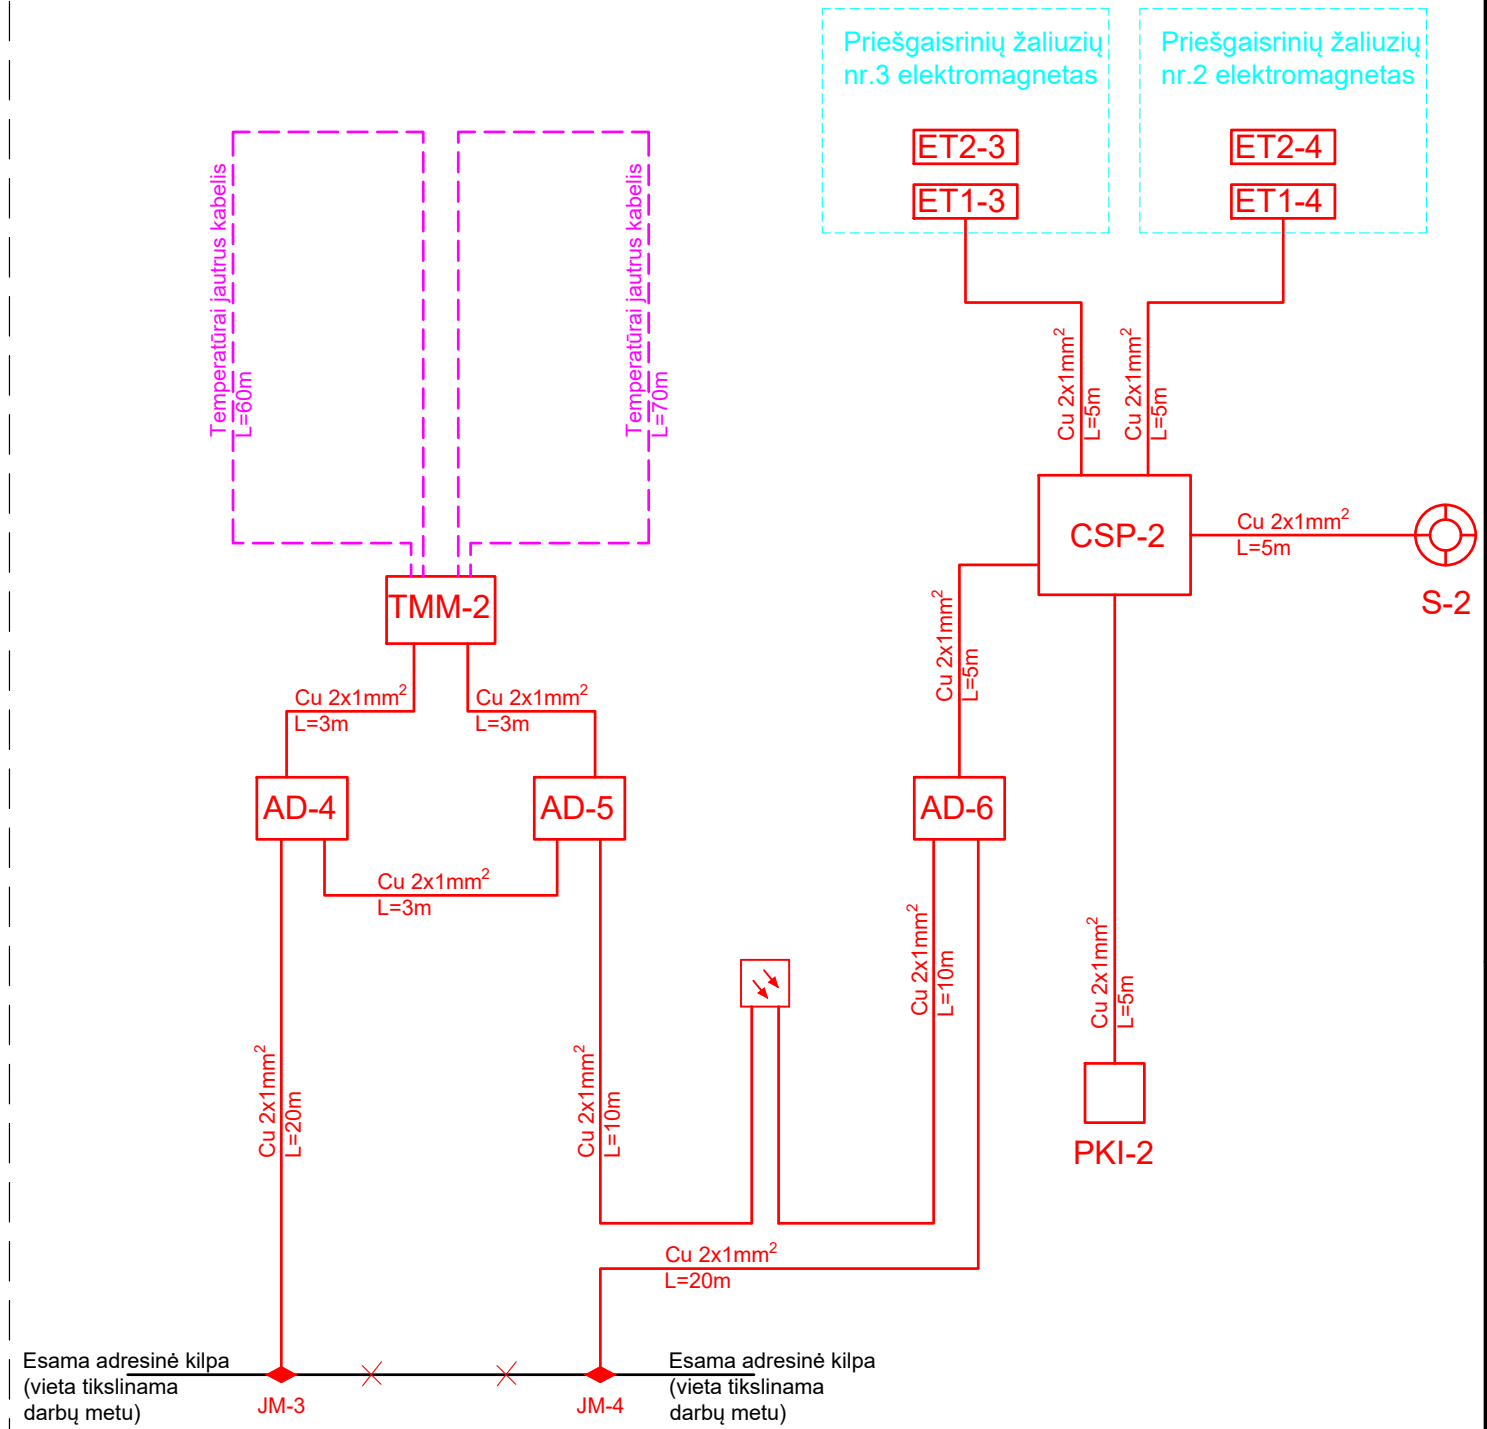 Priešgaisrinių žaliuzių
nr.3 elektromagnetas
Priešgaisrinių žaliuzių
nr.2 elektromagnetas
ET2-3
ET1-3
ET2-4
ET1-4
Temperatūrai jautrus kabelis
L=60m
Temperatūrai jautrus kabelis
L=70m
Cu 2x1mm²
L=5m
Cu 2x1mm²
L=5m
CSP-2
Cu 2x1mm²
L=5m
S-2
TMM-2
Cu 2x1mm²
L=5m
Cu 2x1mm²
L=3m
Cu 2x1mm²
L=3m
AD-4
AD-5
AD-6
Cu 2x1mm²
L=3m
Cu 2x1mm²
L=10m
Cu 2x1mm²
L=5m
Cu 2x1mm²
L=20m
Cu 2x1mm²
L=10m
PKI-2
Cu 2x1mm²
L=20m
Esama adresinė kilpa
(vieta tikslinama
darbų metu)
JM-3
JM-4
Esama adresinė kilpa
(vieta tikslinama
darbų metu)